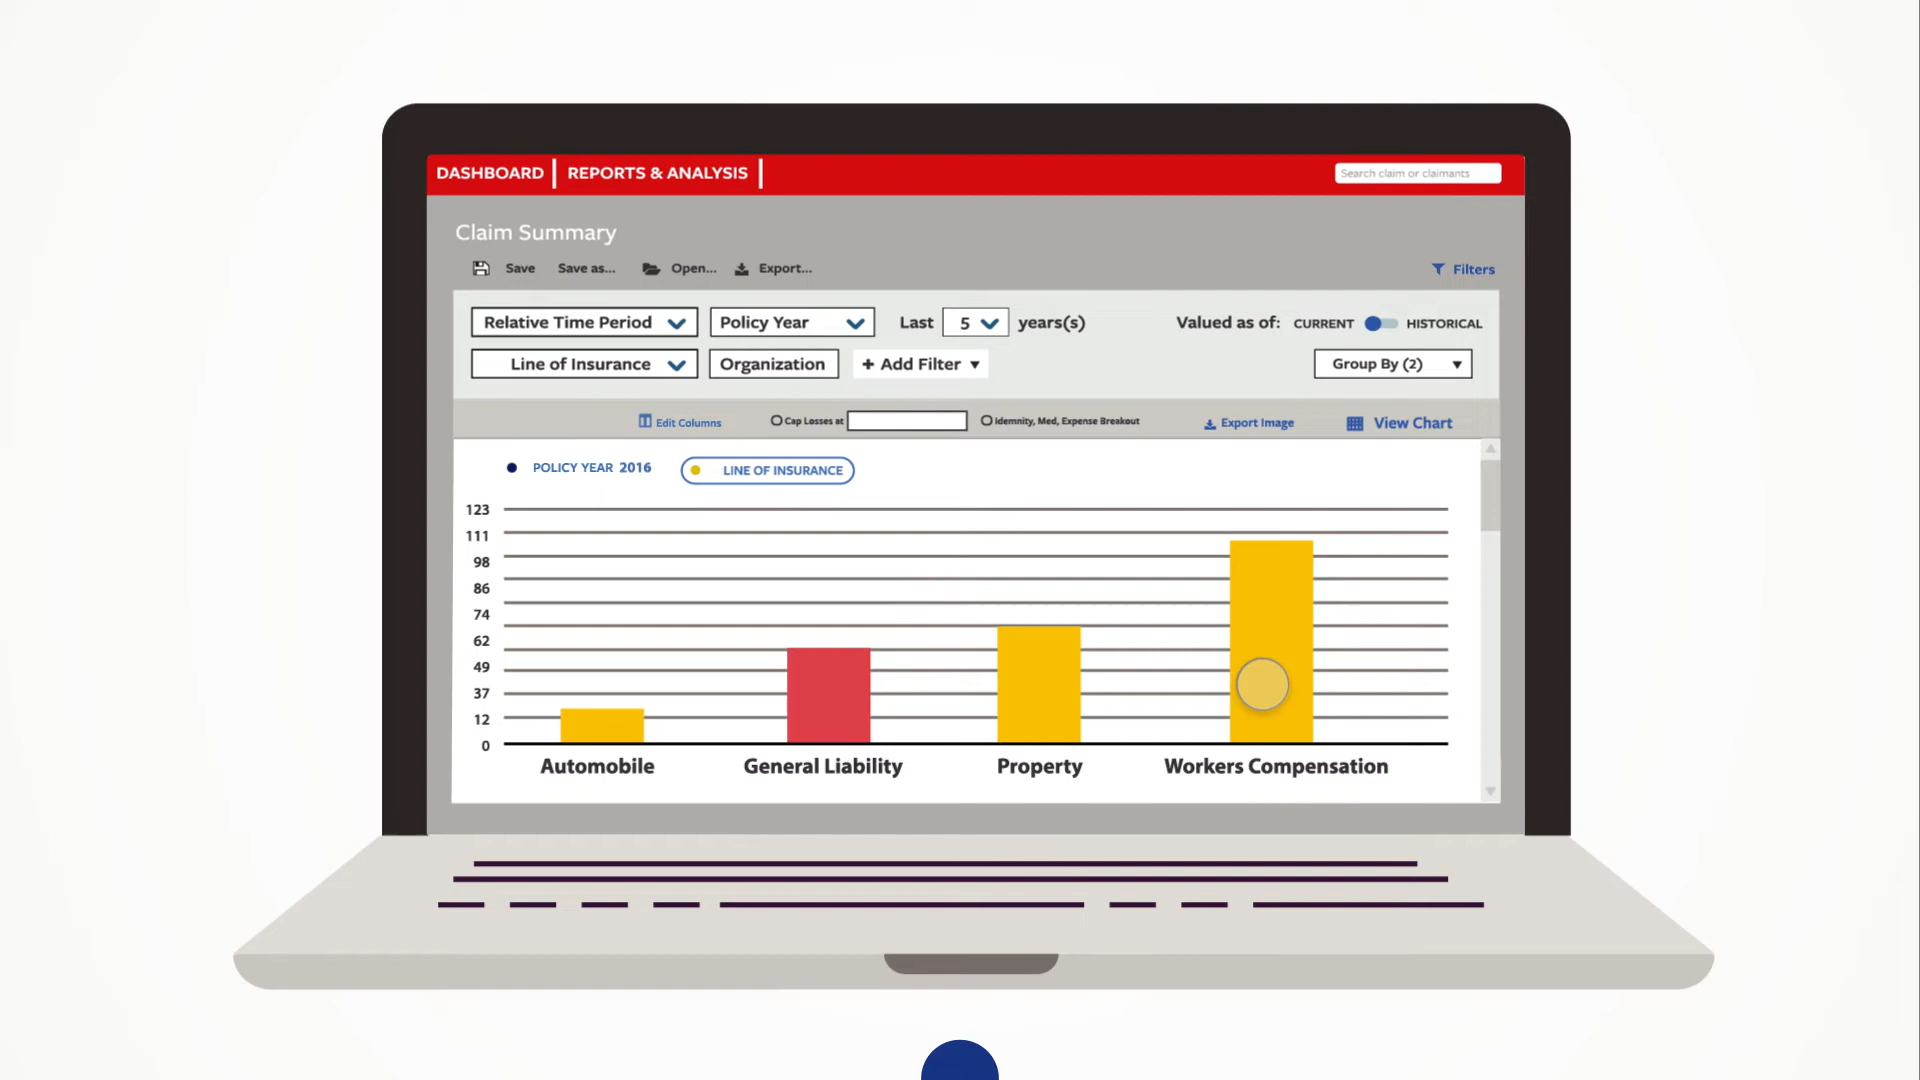 DASHBOARD REPORTS & ANALYSIS Search claim or claimants
Claim Summary
Save Save as... Open... Export... Filters
Relative Time Period Policy Year Last 5 years(s) Valued as of: CURRENT HISTORICAL
Line of Insurance Organization + Add Filter Group By (2)
Edit Columns Cap Losses at Idemnity, Med, Expense Breakout Export Image View Chart
POLICY YEAR 2016 LINE OF INSURANCE
123
111
98
86
74
62
49
37
12
0
Automobile General Liability Property Workers Compensation